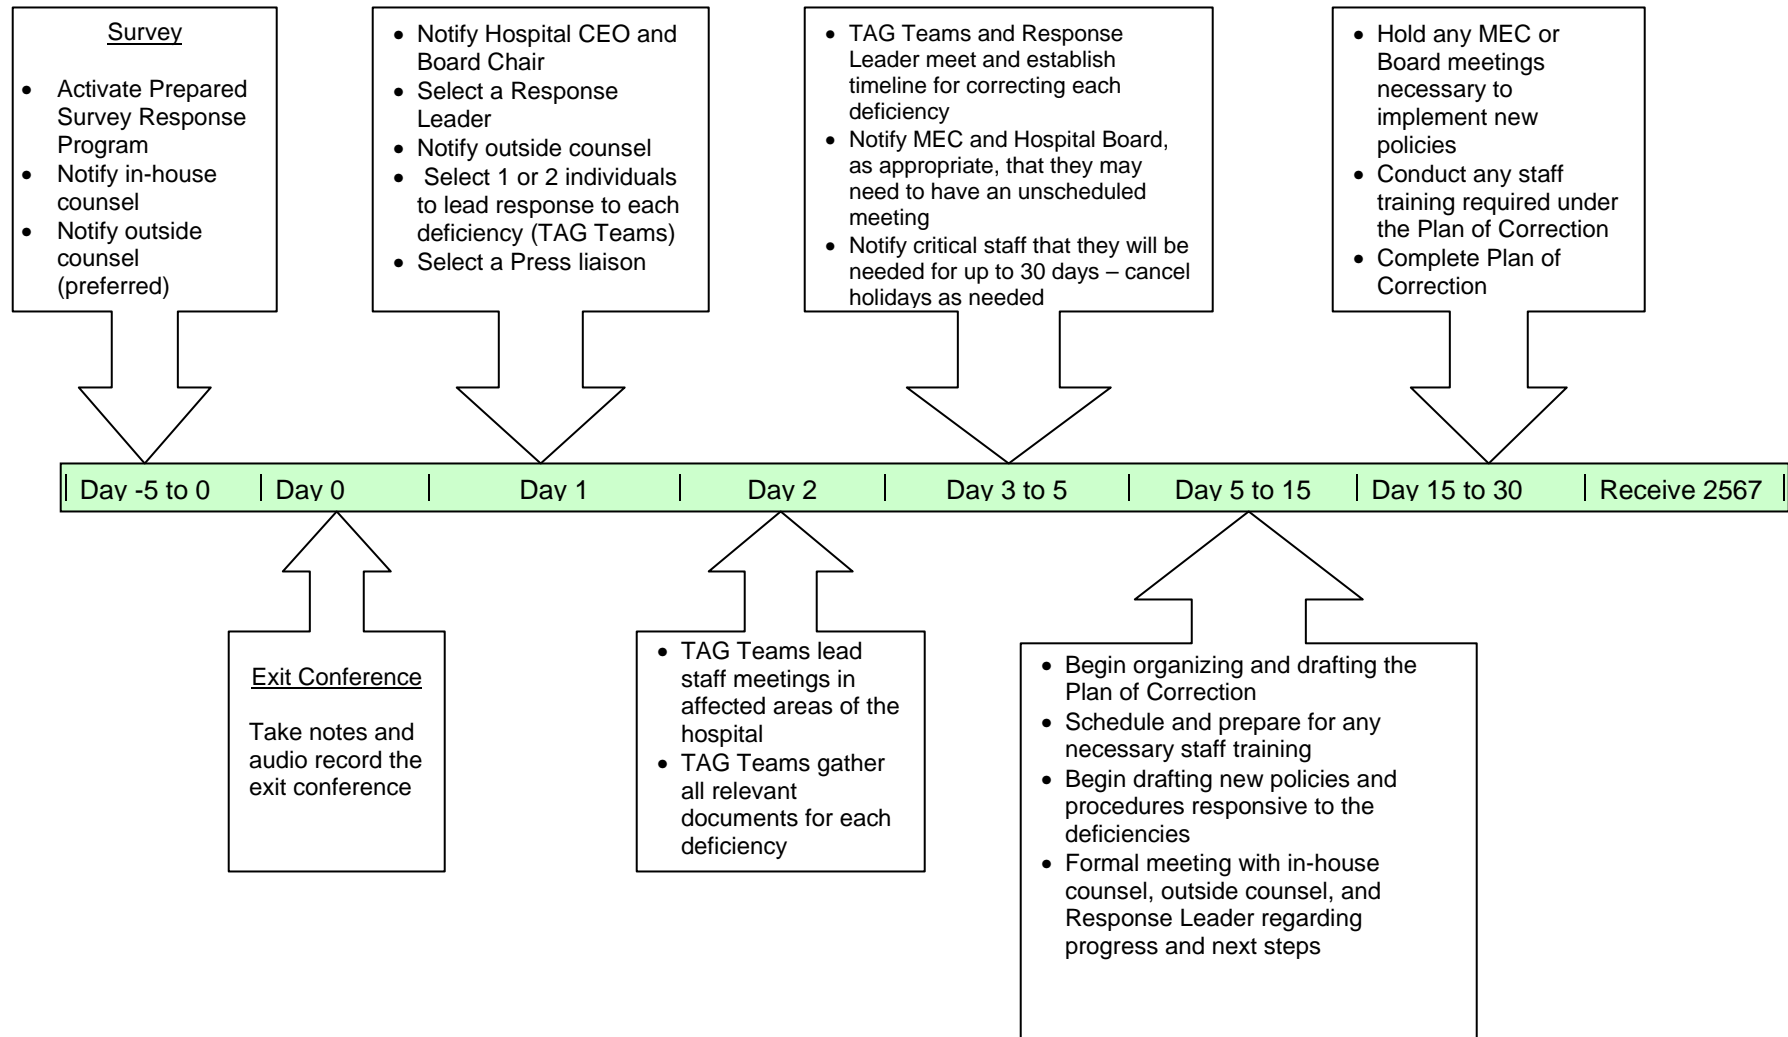 Survey
• Activate Prepared
Survey Response
Program
• Notify in-house
counsel
• Notify outside
counsel
(preferred)
• Notify Hospital CEO and
Board Chair
• Select a Response
Leader
• Notify outside counsel
• Select 1 or 2 individuals
to lead response to each
deficiency (TAG Teams)
• Select a Press liaison
• TAG Teams and Response
Leader meet and establish
timeline for correcting each
deficiency
• Notify MEC and Hospital Board,
as appropriate, that they may
need to have an unscheduled
meeting
• Notify critical staff that they will be
needed for up to 30 days – cancel
holidays as needed
• Hold any MEC or
Board meetings
necessary to
implement new
policies
• Conduct any staff
training required under
the Plan of Correction
• Complete Plan of
Correction
| Day -5 to 0 | Day 0 | Day 1 | Day 2 | Day 3 to 5 | Day 5 to 15 | Day 15 to 30 | Receive 2567 |
Exit Conference
Take notes and
audio record the
exit conference
• TAG Teams lead
staff meetings in
affected areas of the
hospital
• TAG Teams gather
all relevant
documents for each
deficiency
• Begin organizing and drafting the
Plan of Correction
• Schedule and prepare for any
necessary staff training
• Begin drafting new policies and
procedures responsive to the
deficiencies
• Formal meeting with in-house
counsel, outside counsel, and
Response Leader regarding
progress and next steps